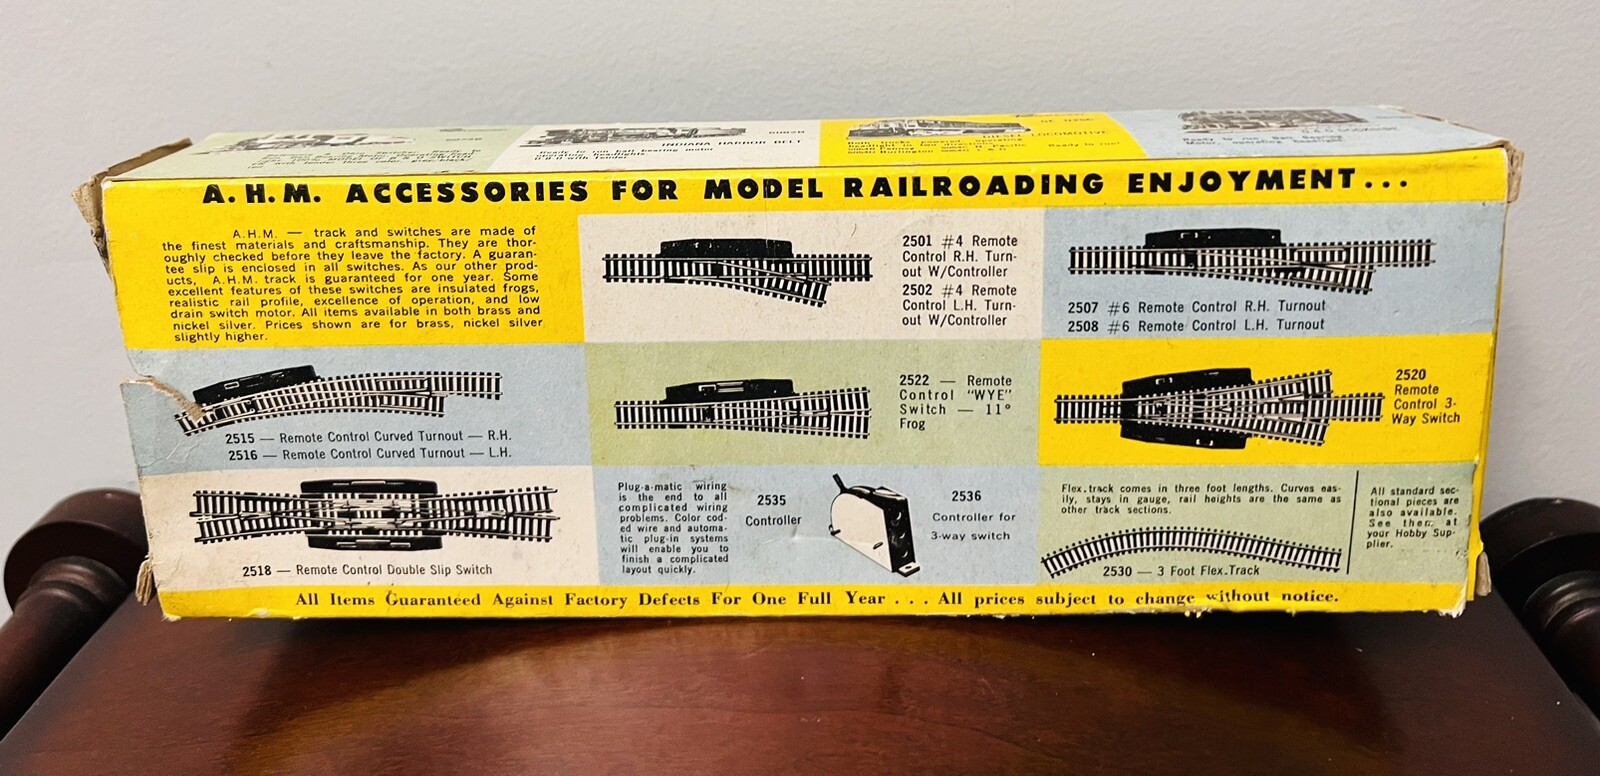 INDIANA HARBOR BELT
DIESEL LOCOMOTIVE
A.H.M. ACCESSORIES FOR MODEL RAILROADING ENJOYMENT...
A.H.M. — track and switches are made of
the finest materials and craftsmanship. They are thor-
oughly checked before they leave the factory. A guaran-
tee slip is enclosed in all switches. As our other prod-
ucts, A.H.M. track is guaranteed for one year. Some
excellent features of these switches are insulated frogs,
realistic rail profile, excellence of operation, and low
drain switch motor. All items available in both brass and
nickel silver. Prices shown are for brass, nickel silver
slightly higher.
2501 #4 Remote
Control R.H. Turn-
out W/Controller
2502 #4 Remote
Control L.H. Turn-
out W/Controller
2507 #6 Remote Control R.H. Turnout
2508 #6 Remote Control L.H. Turnout
2515 — Remote Control Curved Turnout — R.H.
2516 — Remote Control Curved Turnout — L.H.
2522 — Remote
Control "WYE"
Switch — 11°
Frog
2520
Remote
Control 3-
Way Switch
2518 — Remote Control Double Slip Switch
Plug-a-matic wiring
is the end to all
complicated wiring
problems. Color cod-
ed wire and automa-
tic plug-in systems
will enable you to
finish a complicated
layout quickly.
2535
Controller
2536
Controller for
3-way switch
Flex.track comes in three foot lengths. Curves eas-
ily, stays in gauge, rail heights are the same as
other track sections.
2530 — 3 Foot Flex.Track
All standard sec-
tional pieces are
also available.
See them at
your Hobby Sup-
plier.
All Items Guaranteed Against Factory Defects For One Full Year . . . All prices subject to change without notice.